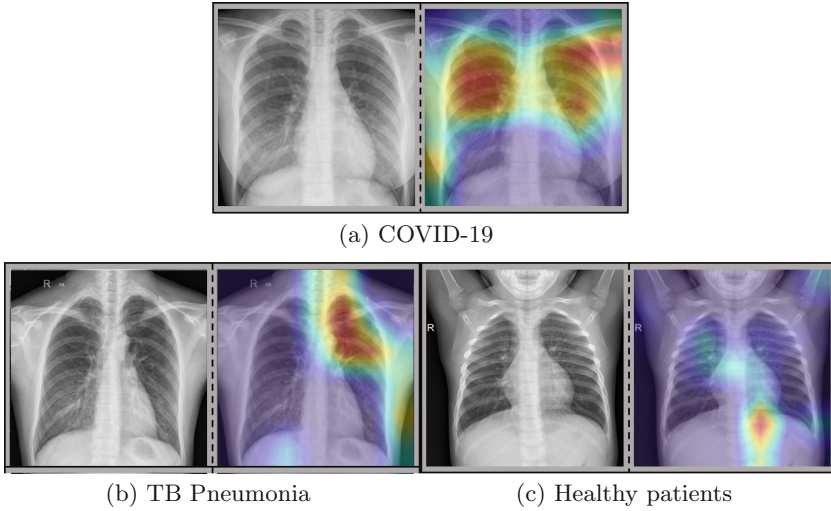 (a) COVID-19
R
R
R
(b) TB Pneumonia
(c) Healthy patients